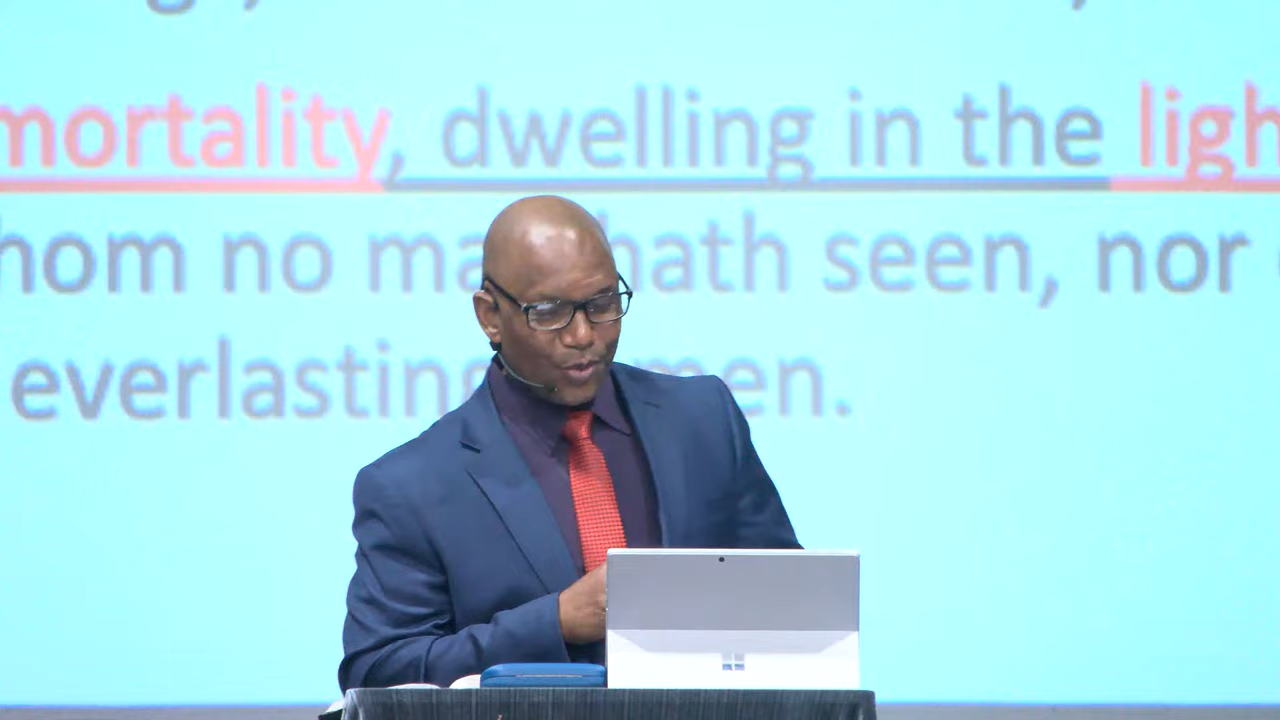 mortality, dwelling in the ligh
hom no ma hath seen, nor
everlasting men.